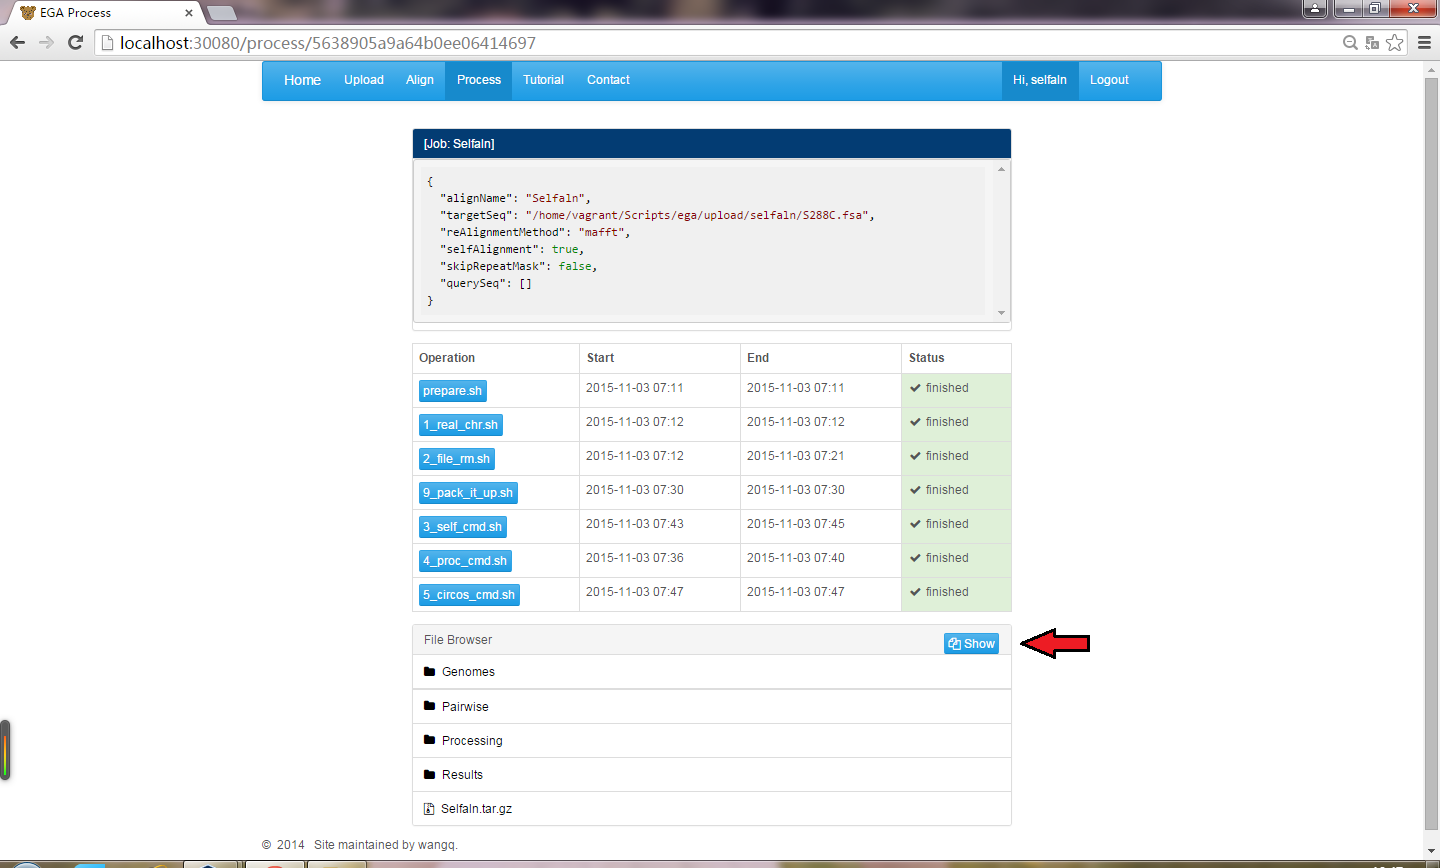 EGA Process
localhost:30080/process/5638905a9a64b0ee06414697
Home Upload Align Process Tutorial Contact Hi, selfaln Logout
[Job: Selfaln]
{
"alignName": "Selfaln",
"targetSeq": "/home/vagrant/Scripts/ega/upload/selfaln/S288C.fsa",
"reAlignmentMethod": "mafft",
"selfAlignment": true,
"skipRepeatMask": false,
"querySeq": []
}
Operation Start End Status
prepare.sh 2015-11-03 07:11 2015-11-03 07:11 finished
1_real_chr.sh 2015-11-03 07:12 2015-11-03 07:12 finished
2_file_rm.sh 2015-11-03 07:12 2015-11-03 07:21 finished
9_pack_it_up.sh 2015-11-03 07:30 2015-11-03 07:30 finished
3_self_cmd.sh 2015-11-03 07:43 2015-11-03 07:45 finished
4_proc_cmd.sh 2015-11-03 07:36 2015-11-03 07:40 finished
5_circos_cmd.sh 2015-11-03 07:47 2015-11-03 07:47 finished
File Browser Show
Genomes
Pairwise
Processing
Results
Selfaln.tar.gz
© 2014 Site maintained by wangq.